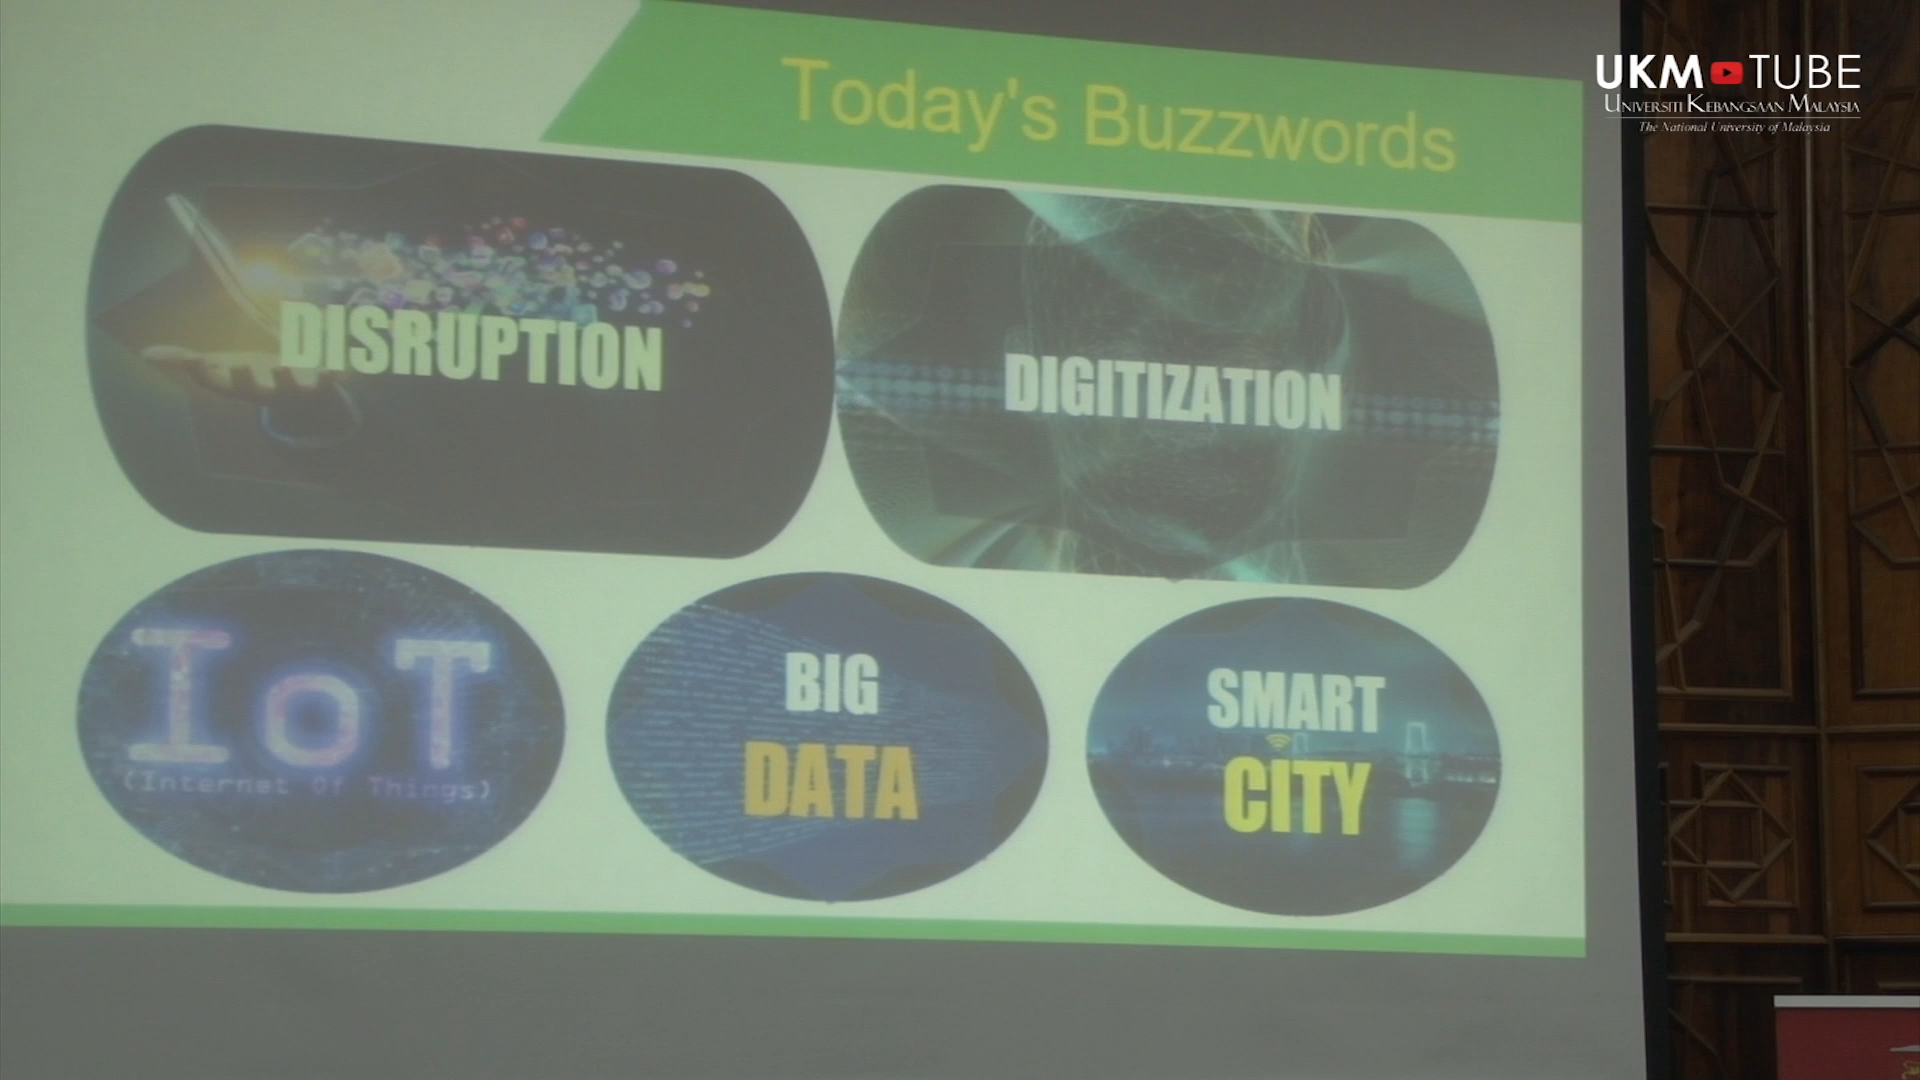 Today's Buzzwords
UKM TUBE
UNIVERSITI KEBANGSAAN MALAYSIA
The National University of Malaysia
DISRUPTION
DIGITIZATION
IoT
(Internet Of Things)
BIG
DATA
SMART
CITY